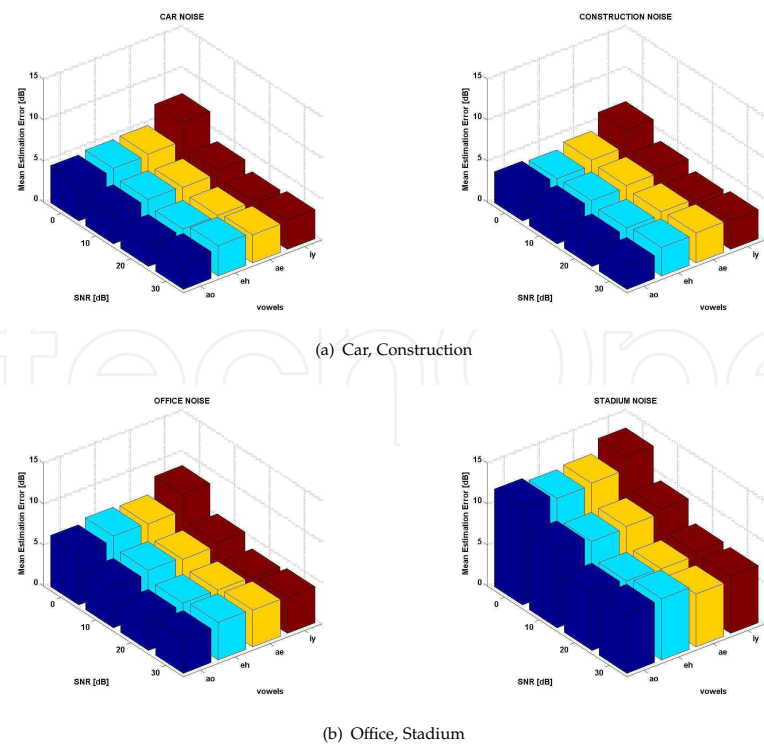 CAR NOISE
Mean Estimation Error [dB]
15
10
5
0
0
10
20
30
SNR [dB]
ao
eh
ae
iy
vowels
CONSTRUCTION NOISE
Mean Estimation Error [dB]
15
10
5
0
0
10
20
30
SNR [dB]
ao
eh
ae
iy
vowels
(a) Car, Construction
OFFICE NOISE
Mean Estimation Error [dB]
15
10
5
0
0
10
20
30
SNR [dB]
ao
eh
ae
iy
vowels
STADIUM NOISE
Mean Estimation Error [dB]
15
10
5
0
0
10
20
30
SNR [dB]
ao
eh
ae
iy
vowels
(b) Office, Stadium